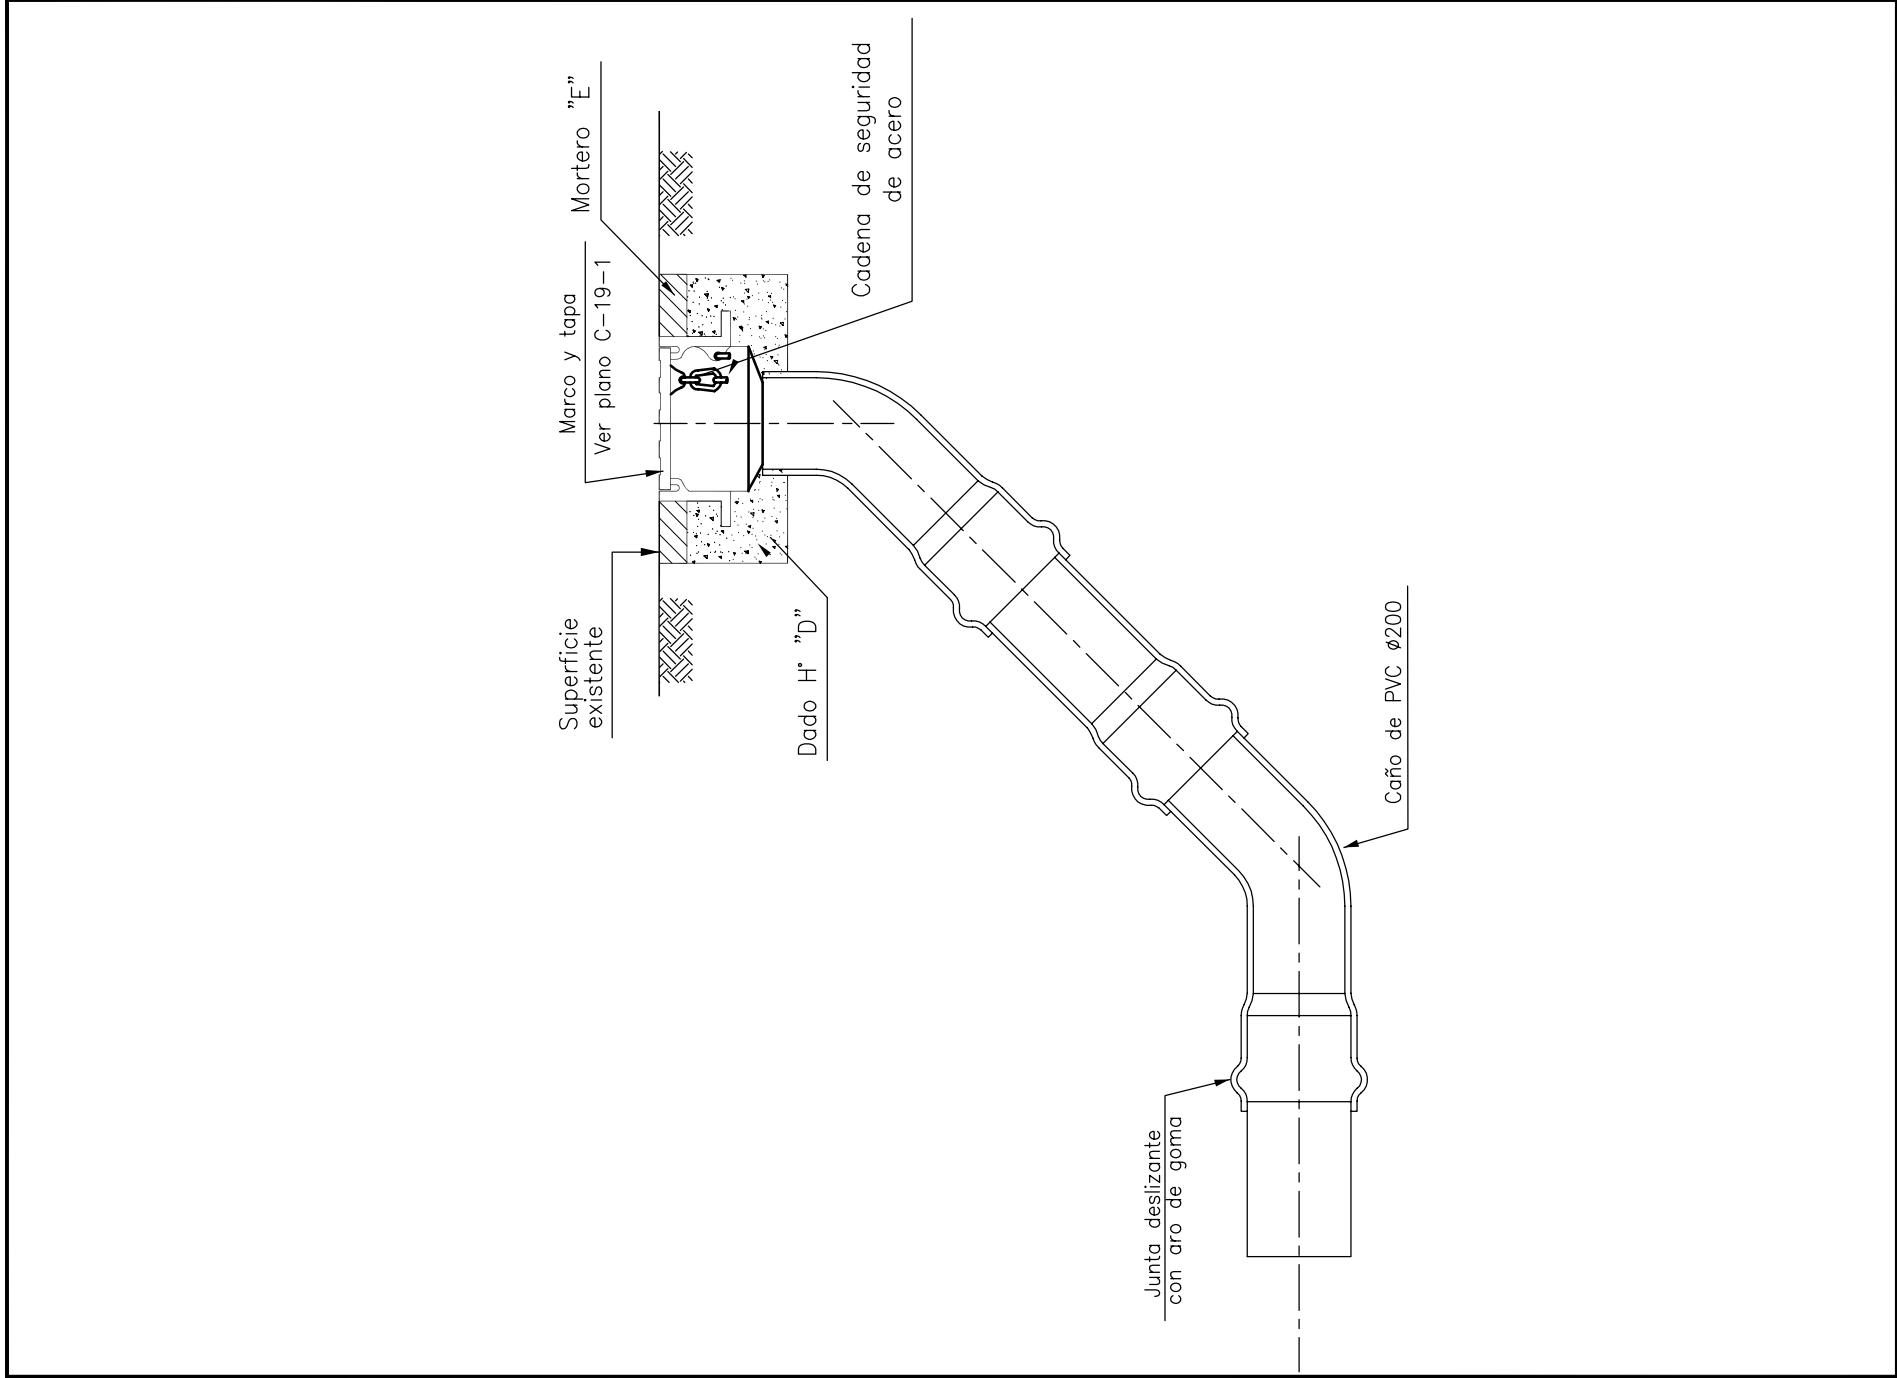 Superficie
existente
Marco y tapa
Ver plano C-19-1
Mortero "E"
Dado H° "D"
Cadena de seguridad
de acero
Junta deslizante
con aro de goma
Caño de PVC ø200